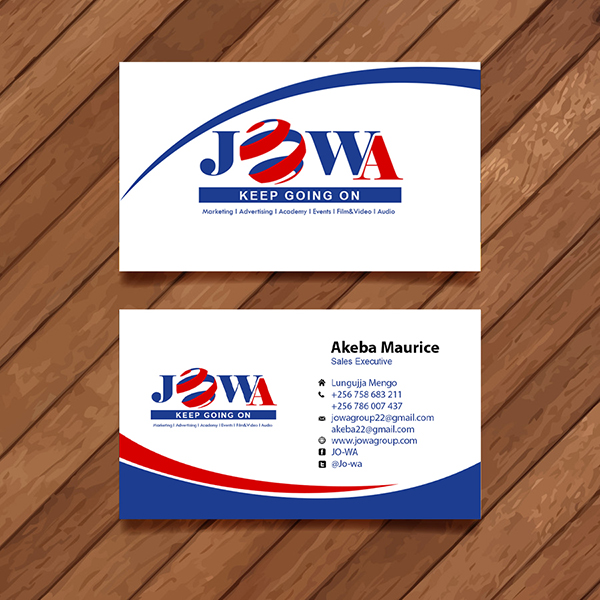 JOWA
KEEP GOING ON
Marketing I Advertising I Academy I Events I Film&Video I Audio
JOWA
KEEP GOING ON
Marketing I Advertising I Academy I Events I Film&Video I Audio
Akeba Maurice
Sales Executive
Lungujja Mengo
+256 758 683 211
+256 786 007 437
jowagroup22@gmail.com
akeba22@gmail.com
www.jowagroup.com
JO-WA
@Jo-wa